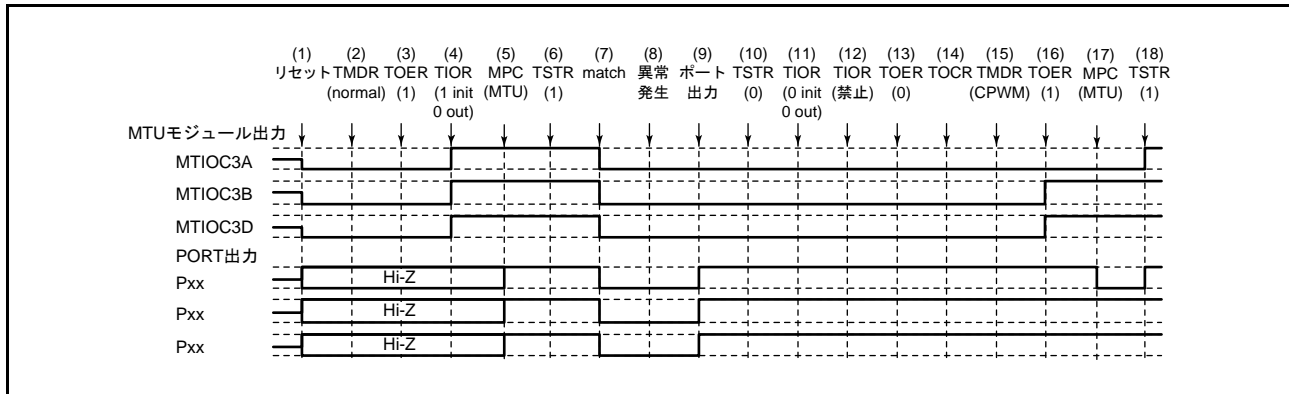 (1) (2) (3) (4) (5) (6) (7) (8) (9) (10) (11) (12) (13) (14) (15) (16) (17) (18)
リセット TMDR TOER TIOR MPC TSTR match 異常 ポート TSTR TIOR TIOR TOER TOCR TMDR TOER MPC TSTR
(normal) (1) (1 init (MTU) (1) 発生 出力 (0) (0 init (禁止) (0) (CPWM) (1) (MTU) (1)
0 out) 0 out)
MTUモジュール出力
MTIOC3A
MTIOC3B
MTIOC3D
PORT出力
Pxx Hi-Z
Pxx Hi-Z
Pxx Hi-Z